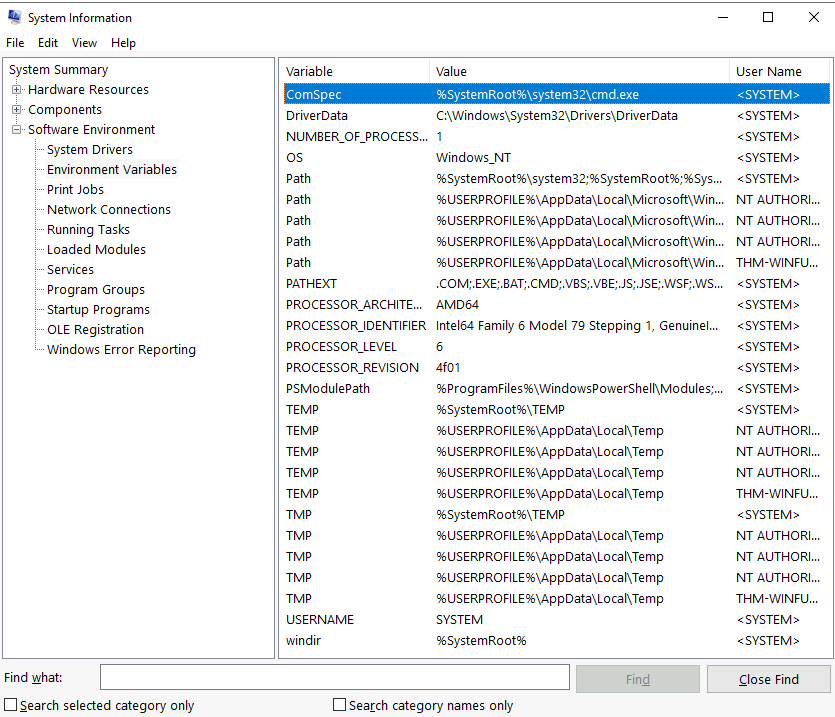 System Information
File Edit View Help
System Summary
Hardware Resources
Components
Software Environment
System Drivers
Environment Variables
Print Jobs
Network Connections
Running Tasks
Loaded Modules
Services
Program Groups
Startup Programs
OLE Registration
Windows Error Reporting
Variable Value User Name
ComSpec %SystemRoot%\system32\cmd.exe <SYSTEM>
DriverData C:\Windows\System32\Drivers\DriverData <SYSTEM>
NUMBER_OF_PROCESS... 1 <SYSTEM>
OS Windows_NT <SYSTEM>
Path %SystemRoot%\system32;%SystemRoot%;%Sys... <SYSTEM>
Path %USERPROFILE%\AppData\Local\Microsoft\Win... NT AUTHORI...
Path %USERPROFILE%\AppData\Local\Microsoft\Win... NT AUTHORI...
Path %USERPROFILE%\AppData\Local\Microsoft\Win... NT AUTHORI...
Path %USERPROFILE%\AppData\Local\Microsoft\Win... THM-WINFU...
PATHEXT .COM;.EXE;.BAT;.CMD;.VBS;.VBE;.JS;.JSE;.WSF;.WS... <SYSTEM>
PROCESSOR_ARCHITE... AMD64 <SYSTEM>
PROCESSOR_IDENTIFIER Intel64 Family 6 Model 79 Stepping 1, GenuineI... <SYSTEM>
PROCESSOR_LEVEL 6 <SYSTEM>
PROCESSOR_REVISION 4f01 <SYSTEM>
PSModulePath %ProgramFiles%\WindowsPowerShell\Modules;... <SYSTEM>
TEMP %SystemRoot%\TEMP <SYSTEM>
TEMP %USERPROFILE%\AppData\Local\Temp NT AUTHORI...
TEMP %USERPROFILE%\AppData\Local\Temp NT AUTHORI...
TEMP %USERPROFILE%\AppData\Local\Temp NT AUTHORI...
TEMP %USERPROFILE%\AppData\Local\Temp THM-WINFU...
TMP %SystemRoot%\TEMP <SYSTEM>
TMP %USERPROFILE%\AppData\Local\Temp NT AUTHORI...
TMP %USERPROFILE%\AppData\Local\Temp NT AUTHORI...
TMP %USERPROFILE%\AppData\Local\Temp NT AUTHORI...
TMP %USERPROFILE%\AppData\Local\Temp THM-WINFU...
USERNAME SYSTEM <SYSTEM>
windir %SystemRoot% <SYSTEM>
Find what: Find Close Find
Search selected category only Search category names only